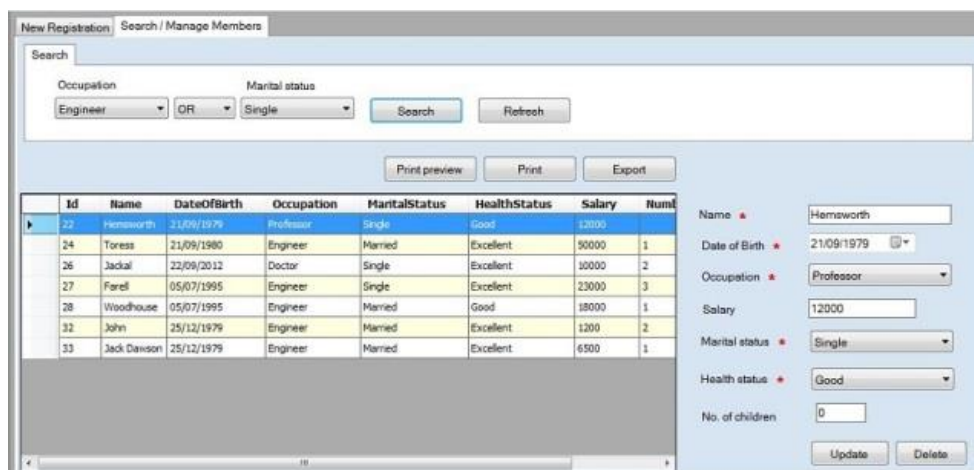 New Registration Search / Manage Members
Search
Occupation Marital status
Engineer OR Single Search Refresh
Print preview Print Export
Id Name DateOfBirth Occupation MaritalStatus HealthStatus Salary Numb
22 Hemsworth 21/09/1979 Professor Single Good 12000
24 Toress 21/09/1980 Engineer Married Excellent 50000 1
26 Jackal 22/09/2012 Doctor Single Excellent 10000 2
27 Farell 05/07/1995 Engineer Single Excellent 23000 3
28 Woodhouse 05/07/1995 Engineer Married Good 18000 1
32 John 25/12/1979 Engineer Married Excellent 1200 2
33 Jack Dawson 25/12/1979 Engineer Married Excellent 6500 1
Name * Hemsworth
Date of Birth * 21/09/1979
Occupation * Professor
Salary 12000
Marital status * Single
Health status * Good
No. of children 0
Update Delete